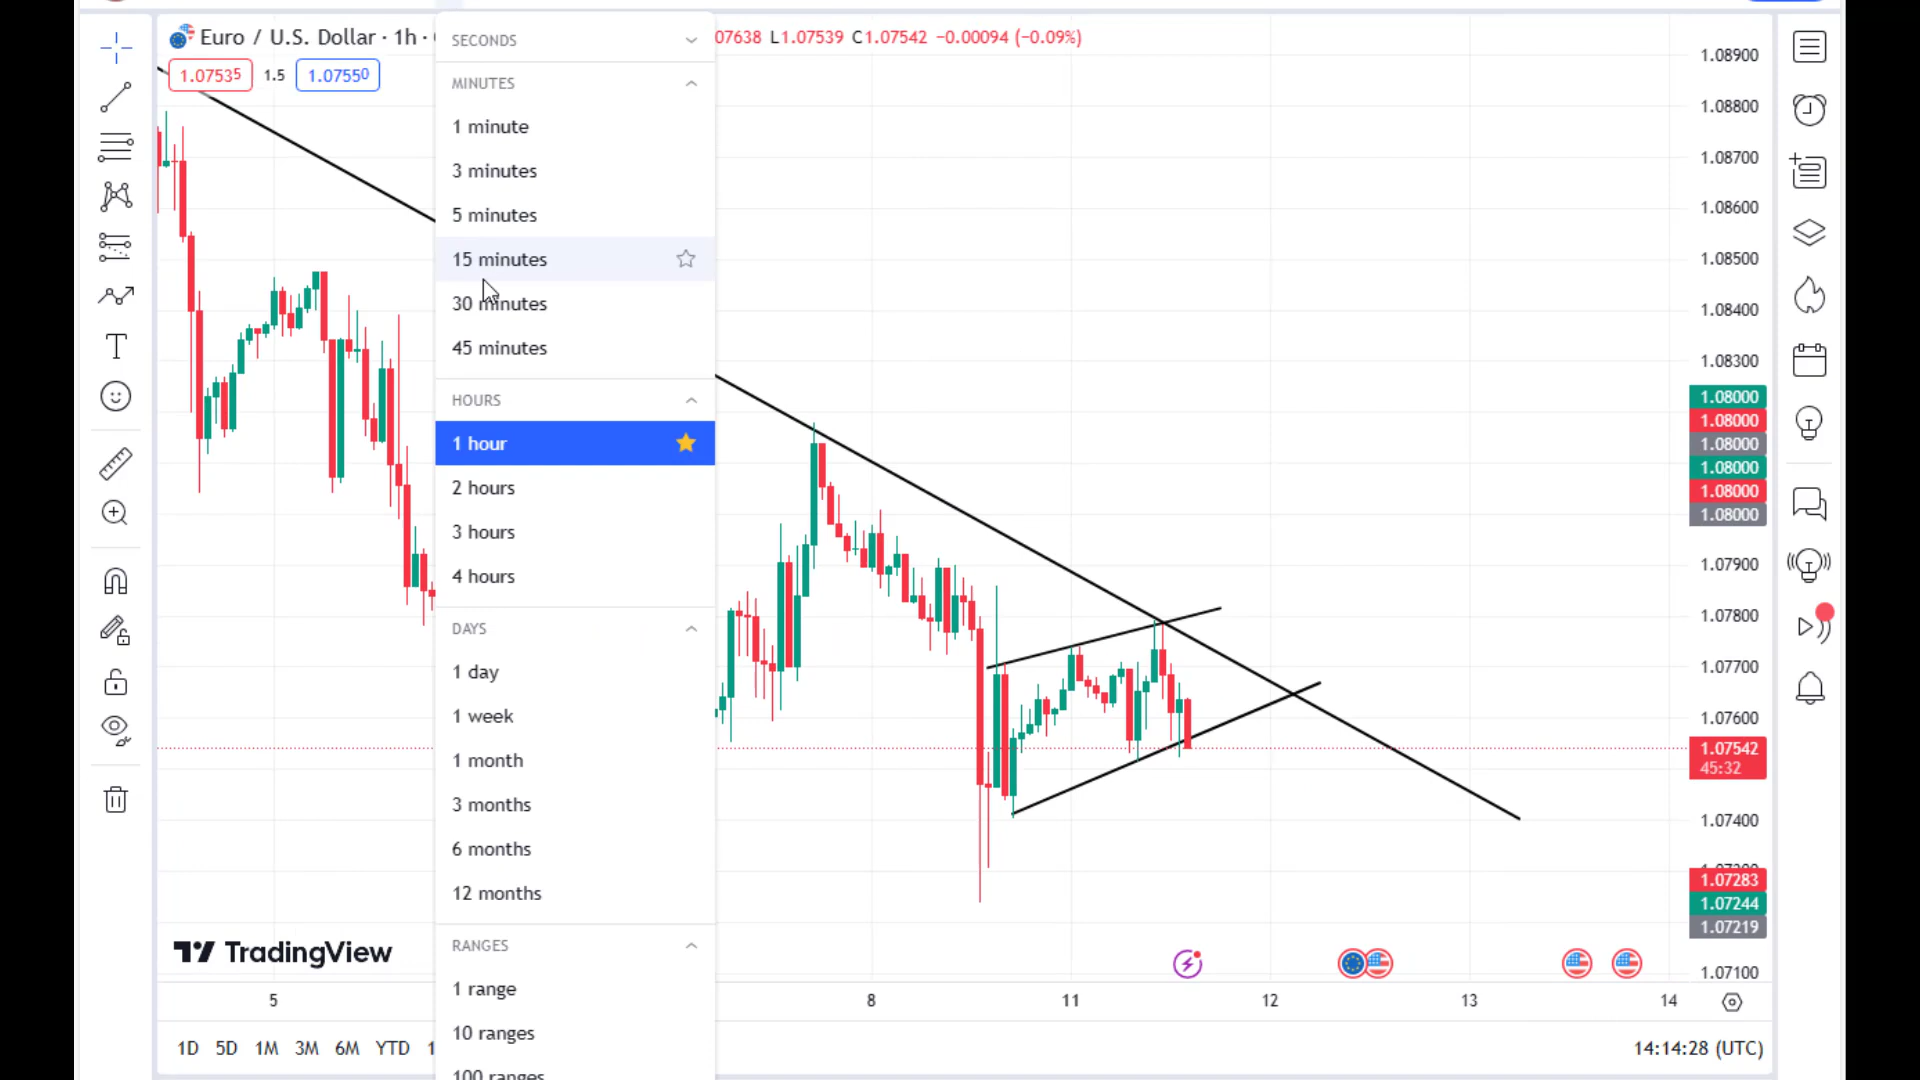 Euro / U.S. Dollar · 1h ·
07638 L1.07539 C1.07542 −0.00094 (−0.09%)
1.07535 1.5 1.07550
SECONDS
MINUTES
1 minute
3 minutes
5 minutes
15 minutes
30 minutes
45 minutes
HOURS
1 hour
2 hours
3 hours
4 hours
DAYS
1 day
1 week
1 month
3 months
6 months
12 months
RANGES
1 range
10 ranges
100 ranges
1.08900
1.08800
1.08700
1.08600
1.08500
1.08400
1.08300
1.08000
1.08000
1.08000
1.08000
1.08000
1.08000
1.07900
1.07800
1.07700
1.07600
1.07542
45:32
1.07400
1.07283
1.07244
1.07219
1.07100
TradingView
5 8 11 12 13 14
1D 5D 1M 3M 6M YTD 1
14:14:28 (UTC)